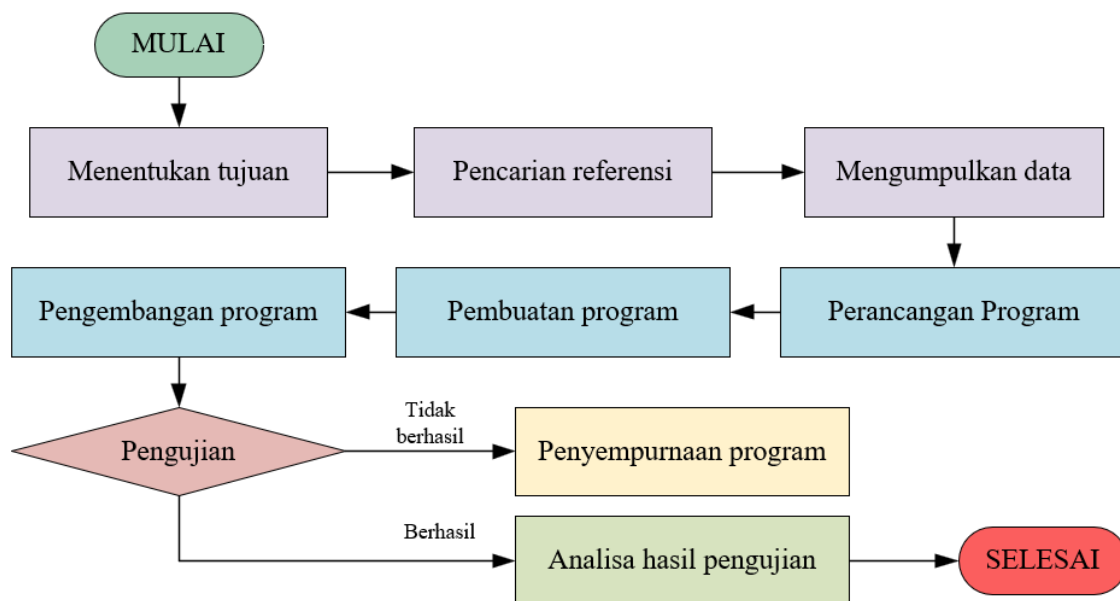 MULAI
Menentukan tujuan
Pencarian referensi
Mengumpulkan data
Perancangan Program
Pembuatan program
Pengembangan program
Pengujian
Tidak
berhasil
Penyempurnaan program
Berhasil
Analisa hasil pengujian
SELESAI